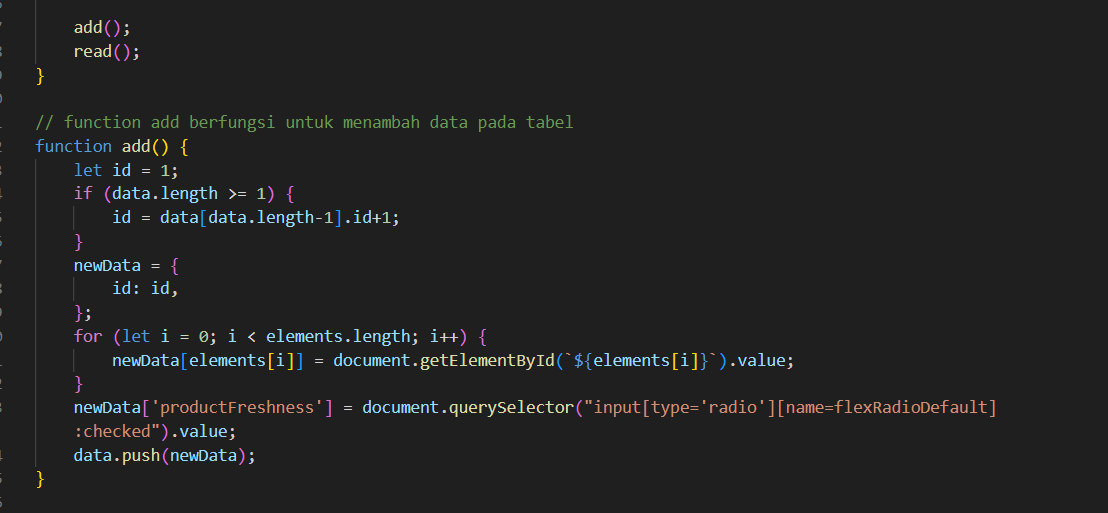 add();
read();
}
// function add berfungsi untuk menambah data pada tabel
function add() {
let id = 1;
if (data.length >= 1) {
id = data[data.length-1].id+1;
}
newData = {
id: id,
};
for (let i = 0; i < elements.length; i++) {
newData[elements[i]] = document.getElementById(`${elements[i]}`).value;
}
newData['productFreshness'] = document.querySelector("input[type='radio'][name=flexRadioDefault]
:checked").value;
data.push(newData);
}